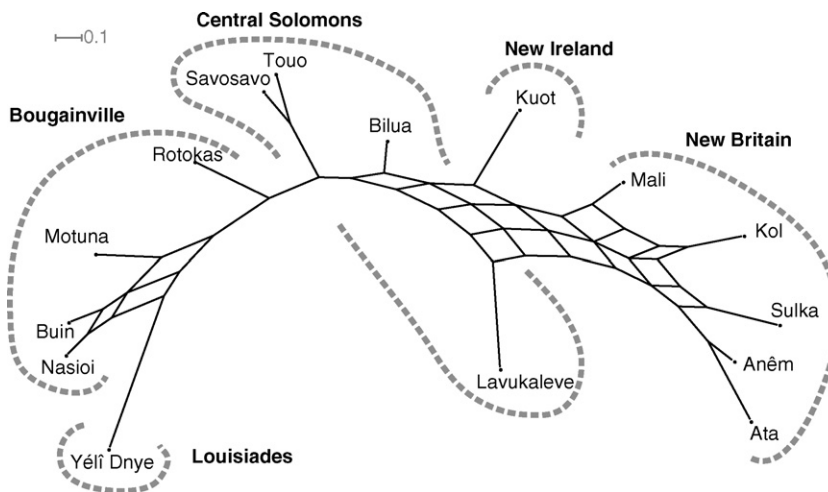 Central Solomons
0.1
New Ireland
Touo
Savosavo
Kuot
Bougainville
Bilua
New Britain
Rotokas
Mali
Motuna
Kol
Sulka
Buin
Nasioi
Anêm
Lavukaleve
Ata
Yélî Dnye
Louisiades